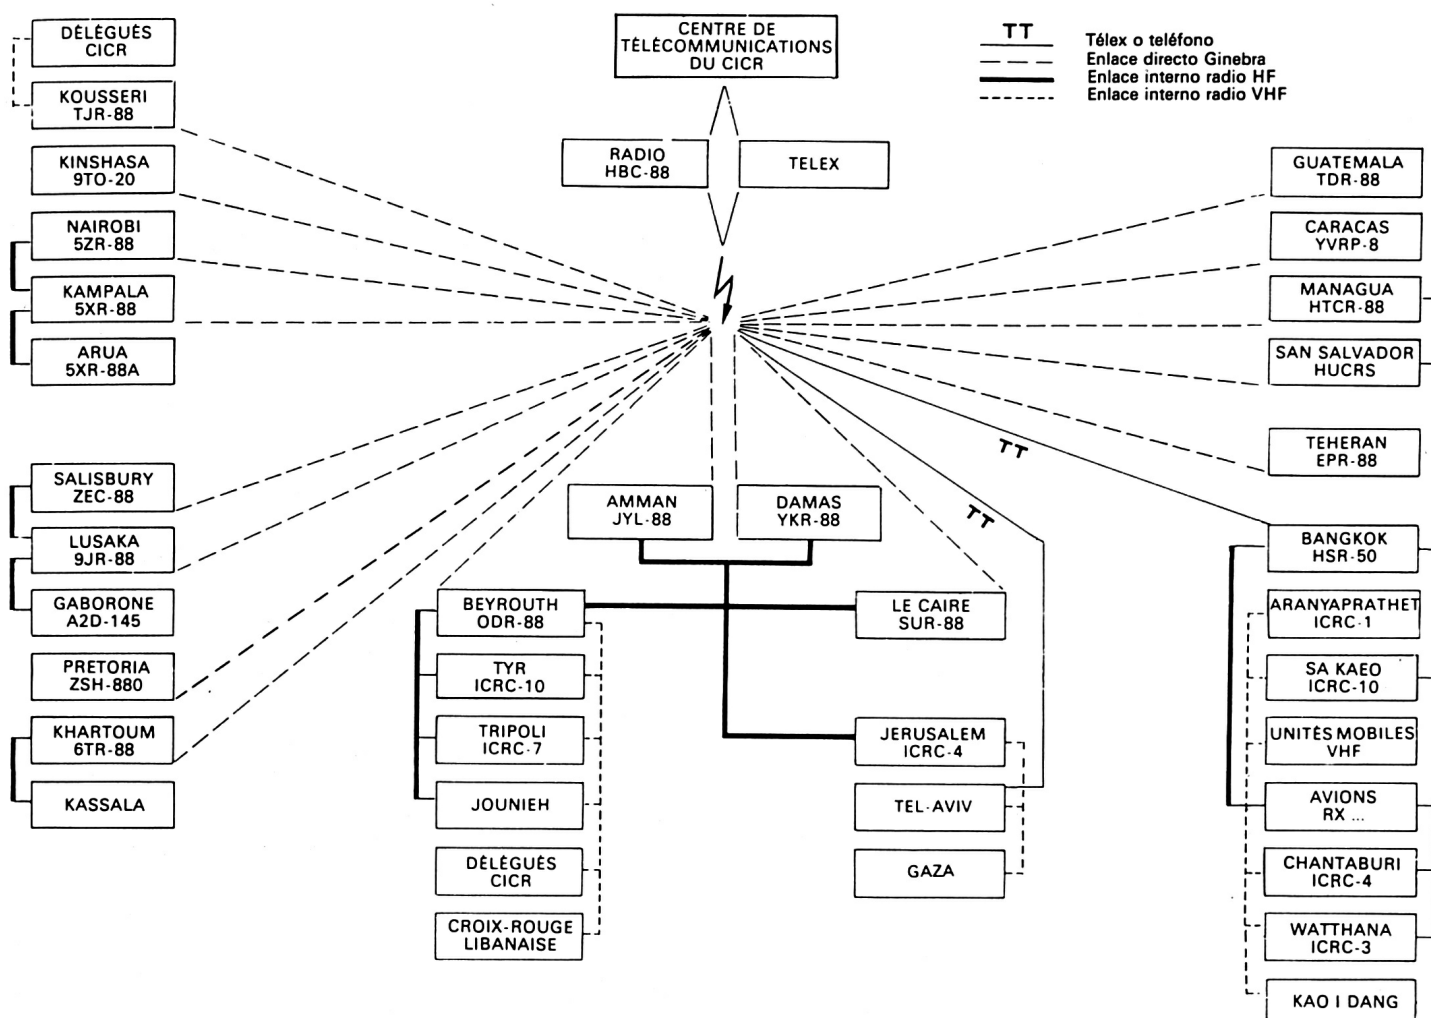 DÉLÉGUÉS
CICR
KOUSSERI
TJR-88
KINSHASA
9TO-20
NAIROBI
5ZR-88
KAMPALA
5XR-88
ARUA
5XR-88A
SALISBURY
ZEC-88
LUSAKA
9JR-88
GABORONE
A2D-145
PRETORIA
ZSH-880
KHARTOUM
6TR-88
KASSALA
CENTRE DE
TÉLÉCOMMUNICATIONS
DU CICR
RADIO
HBC-88
TELEX
AMMAN
JYL-88
DAMAS
YKR-88
BEYROUTH
ODR-88
TYR
ICRC-10
TRIPOLI
ICRC-7
JOUNIEH
DÉLÉGUÉS
CICR
CROIX-ROUGE
LIBANAISE
LE CAIRE
SUR-88
JERUSALEM
ICRC-4
TEL-AVIV
GAZA
TT
TT
TT
Télex o teléfono
Enlace directo Ginebra
Enlace interno radio HF
Enlace interno radio VHF
GUATEMALA
TDR-88
CARACAS
YVRP-8
MANAGUA
HTCR-88
SAN SALVADOR
HUCRS
TEHERAN
EPR-88
BANGKOK
HSR-50
ARANYAPRATHET
ICRC-1
SA KAEO
ICRC-10
UNITÉS MOBILES
VHF
AVIONS
RX ...
CHANTABURI
ICRC-4
WATTHANA
ICRC-3
KAO I DANG